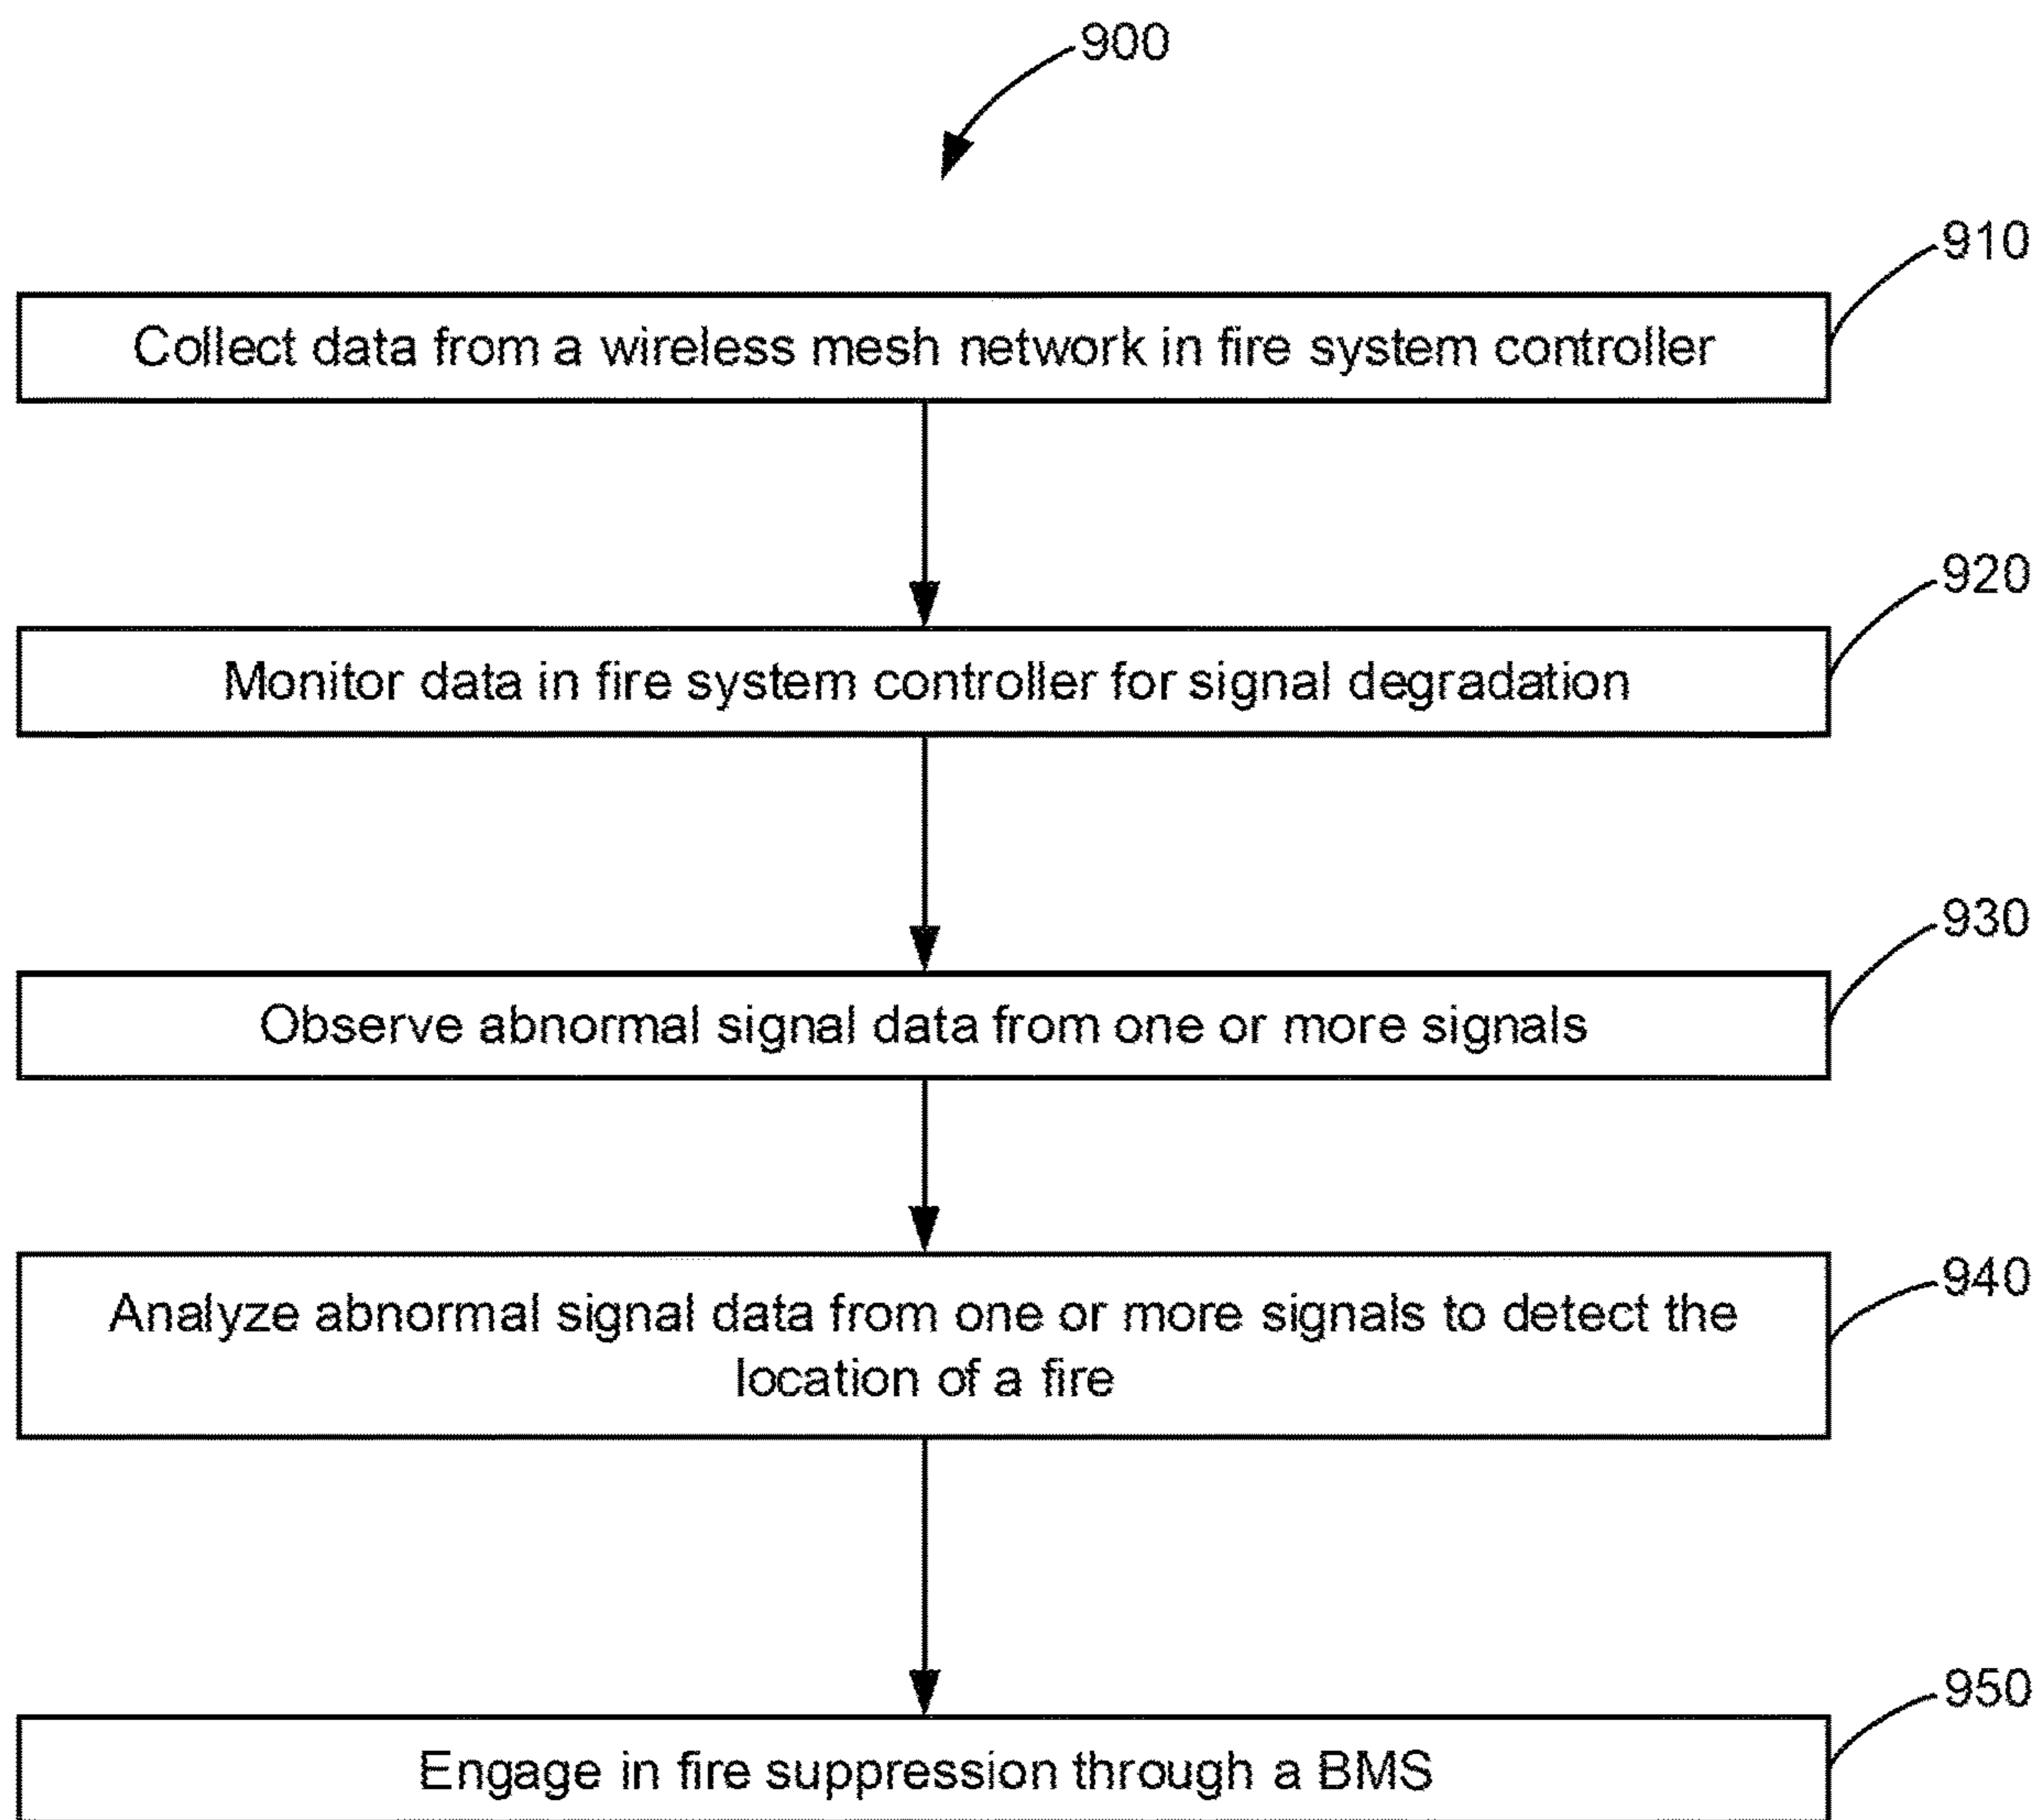 900
910
Collect data from a wireless mesh network in fire system controller
920
Monitor data in fire system controller for signal degradation
930
Observe abnormal signal data from one or more signals
940
Analyze abnormal signal data from one or more signals to detect the
location of a fire
950
Engage in fire suppression through a BMS